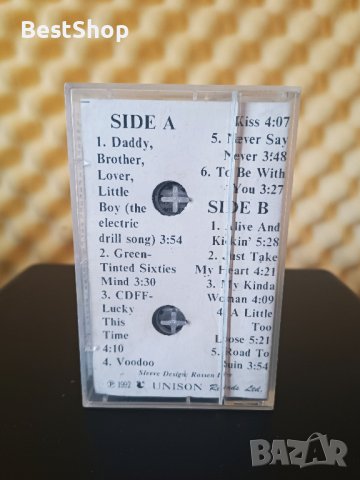 BestShop
SIDE A
1. Daddy,
Brother,
Lover,
Little
Boy (the
electric
drill song) 3:54
2. Green-
Tinted Sixties
Mind 3:30
3. CDFF-
Lucky
This
Time
4:10
4. Voodoo
Kiss 4:07
5. Never Say
Never 3:48
6. To Be With
You 3:27
SIDE B
1. Alive And
Kickin' 5:28
2. Just Take
My Heart 4:21
3. My Kinda
Woman 4:09
4. A Little
Too
Loose 5:21
5. Road To
Ruin 3:54
Sleeve Design: Rossen
℗ 1992 UNISON Records Ltd.
BAZAR
bg